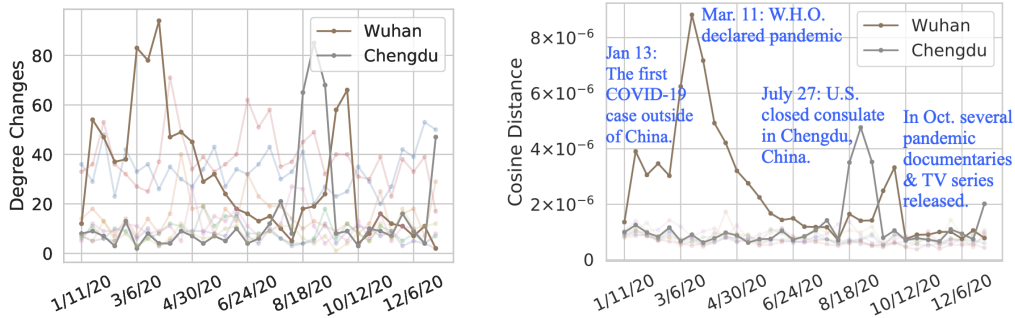 Degree Changes
80
60
40
20
0
Wuhan
Chengdu
1/11/20
3/6/20
4/30/20
6/24/20
8/18/20
10/12/20
12/6/20
Cosine Distance
8×10⁻⁶
6×10⁻⁶
4×10⁻⁶
2×10⁻⁶
0
Wuhan
Chengdu
Jan 13:
The first
COVID-19
case outside
of China.
Mar. 11: W.H.O.
declared pandemic
July 27: U.S.
closed consulate
in Chengdu,
China.
In Oct. several
pandemic
documentaries
& TV series
released.
1/11/20
3/6/20
4/30/20
6/24/20
8/18/20
10/12/20
12/6/20